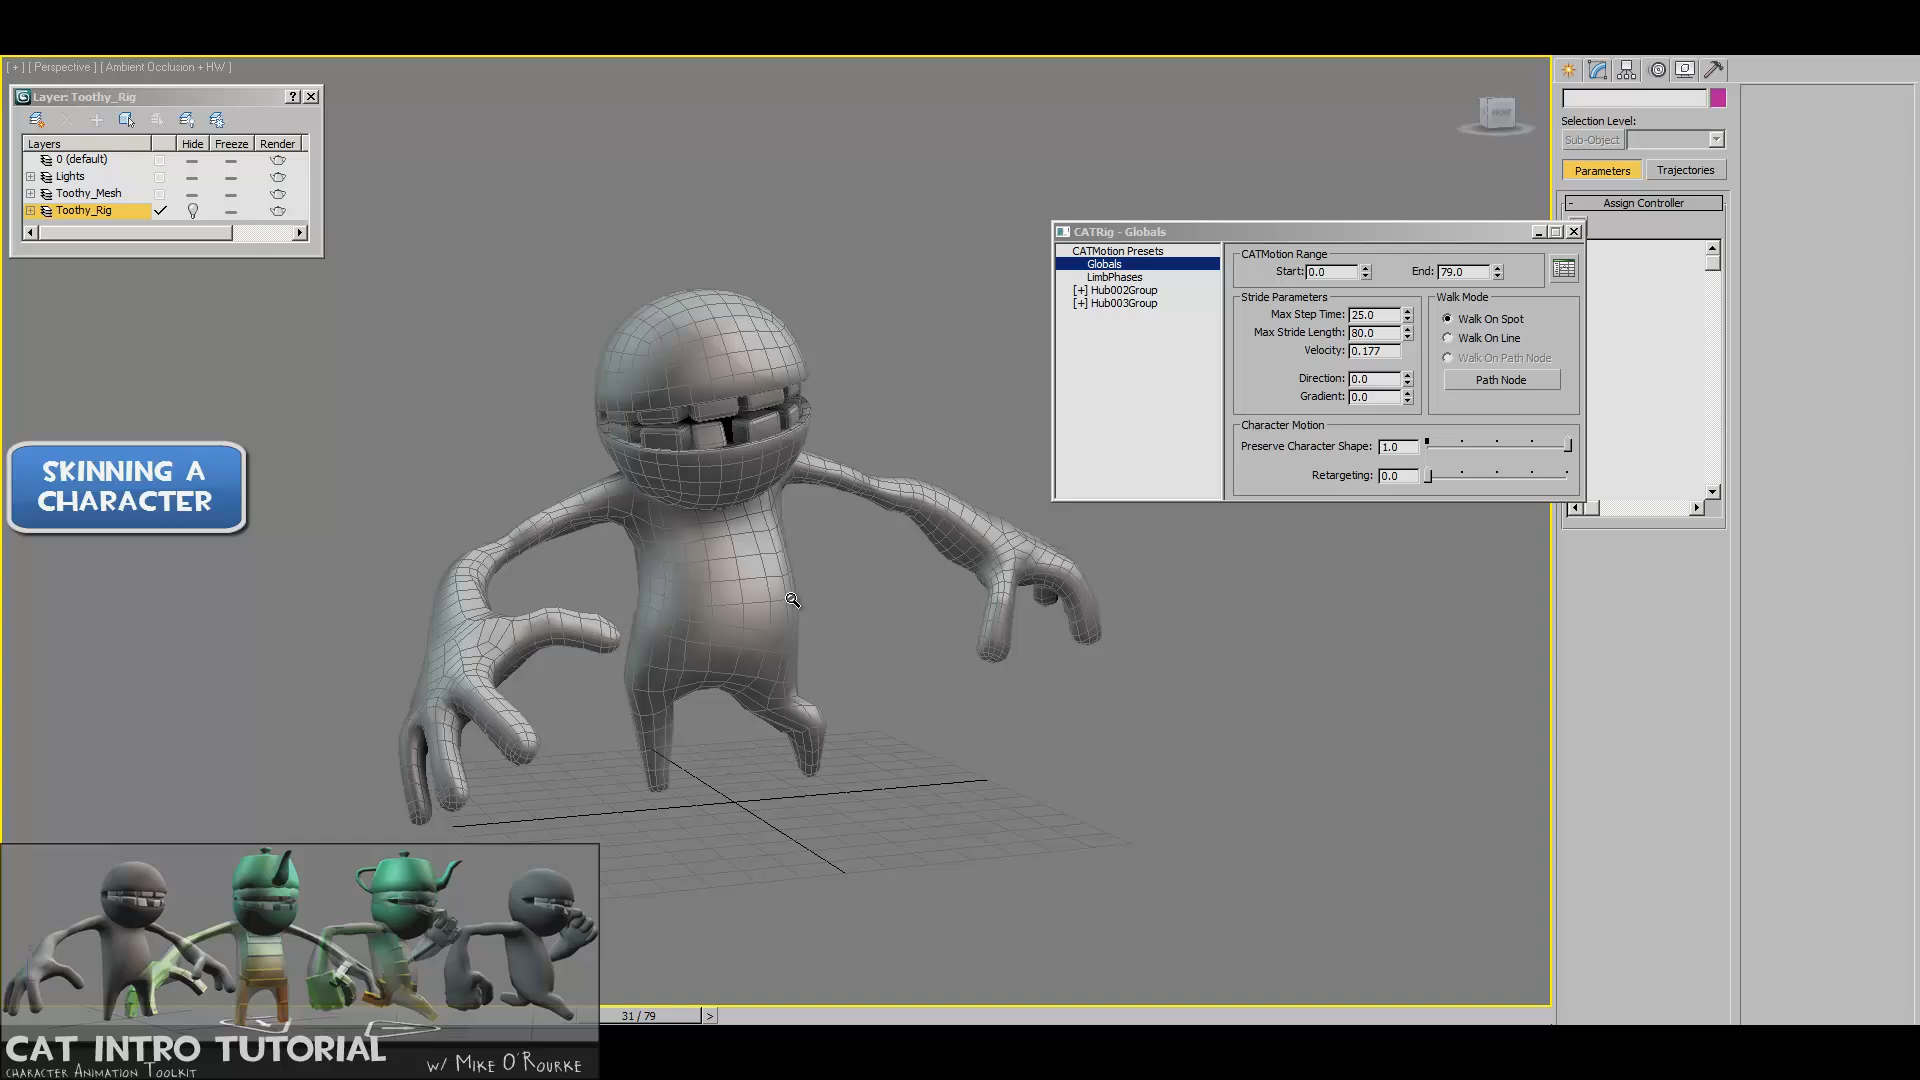 [ + ] [ Perspective ] [ Ambient Occlusion + HW ]
Layer: Toothy_Rig
?
Layers Hide Freeze Render
0 (default)
Lights
Toothy_Mesh
Toothy_Rig
SKINNING A
CHARACTER
FRONT
Selection Level:
Sub-Object
Parameters Trajectories
- Assign Controller
CATRig - Globals
CATMotion Presets
Globals
LimbPhases
[+] Hub002Group
[+] Hub003Group
CATMotion Range
Start: 0.0 End: 79.0
Stride Parameters
Max Step Time: 25.0
Max Stride Length: 80.0
Velocity: 0.177
Direction: 0.0
Gradient: 0.0
Walk Mode
Walk On Spot
Walk On Line
Walk On Path Node
Path Node
Character Motion
Preserve Character Shape: 1.0
Retargeting: 0.0
31 / 79 >
CAT INTRO TUTORIAL
CHARACTER ANIMATION TOOLKIT
W/ MIKE O'ROURKE